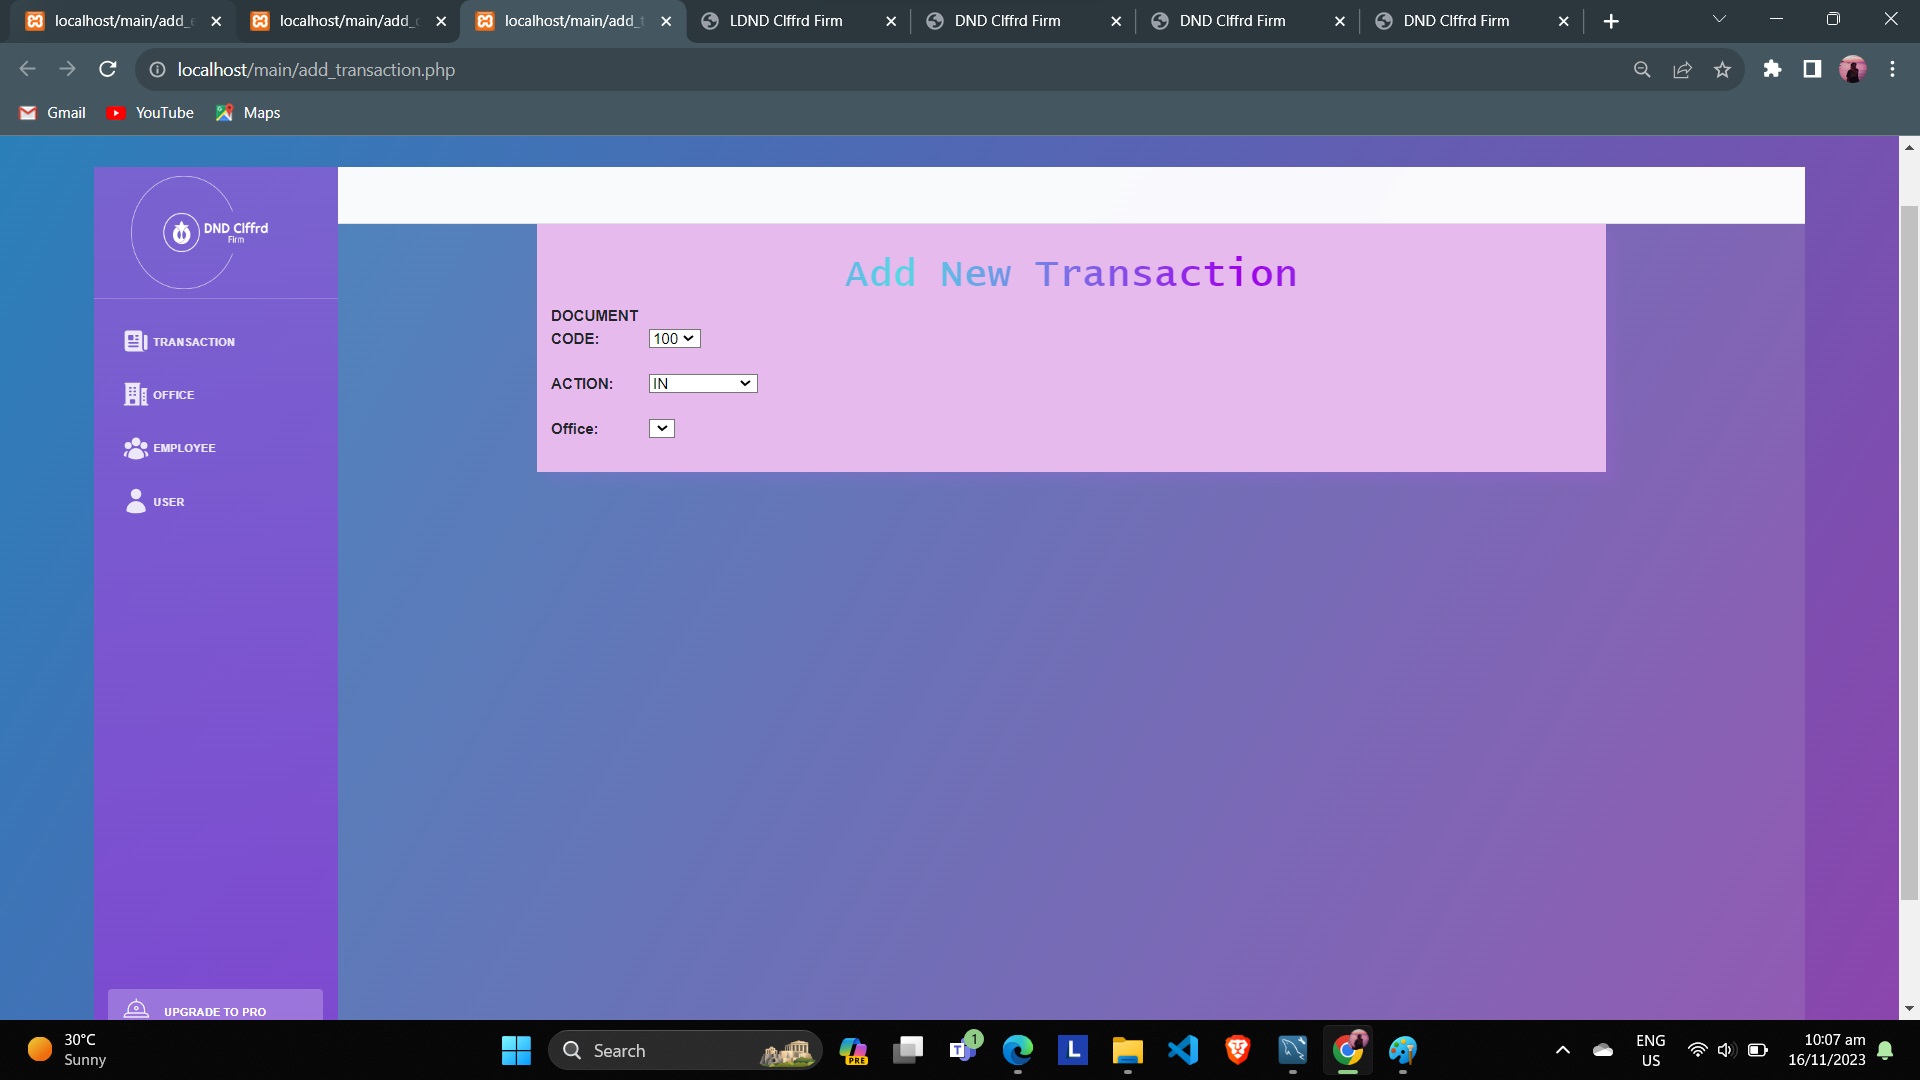 localhost/main/add_
localhost/main/add_
localhost/main/add_
LDND Clffrd Firm
DND Clffrd Firm
DND Clffrd Firm
DND Clffrd Firm
localhost/main/add_transaction.php
Gmail
YouTube
Maps
DND Clffrd
Firm
TRANSACTION
OFFICE
EMPLOYEE
USER
UPGRADE TO PRO
Add New Transaction
DOCUMENT
CODE:
100
ACTION:
IN
Office:
30°C
Sunny
Search
PRE
T
1
L
ENG
US
10:07 am
16/11/2023